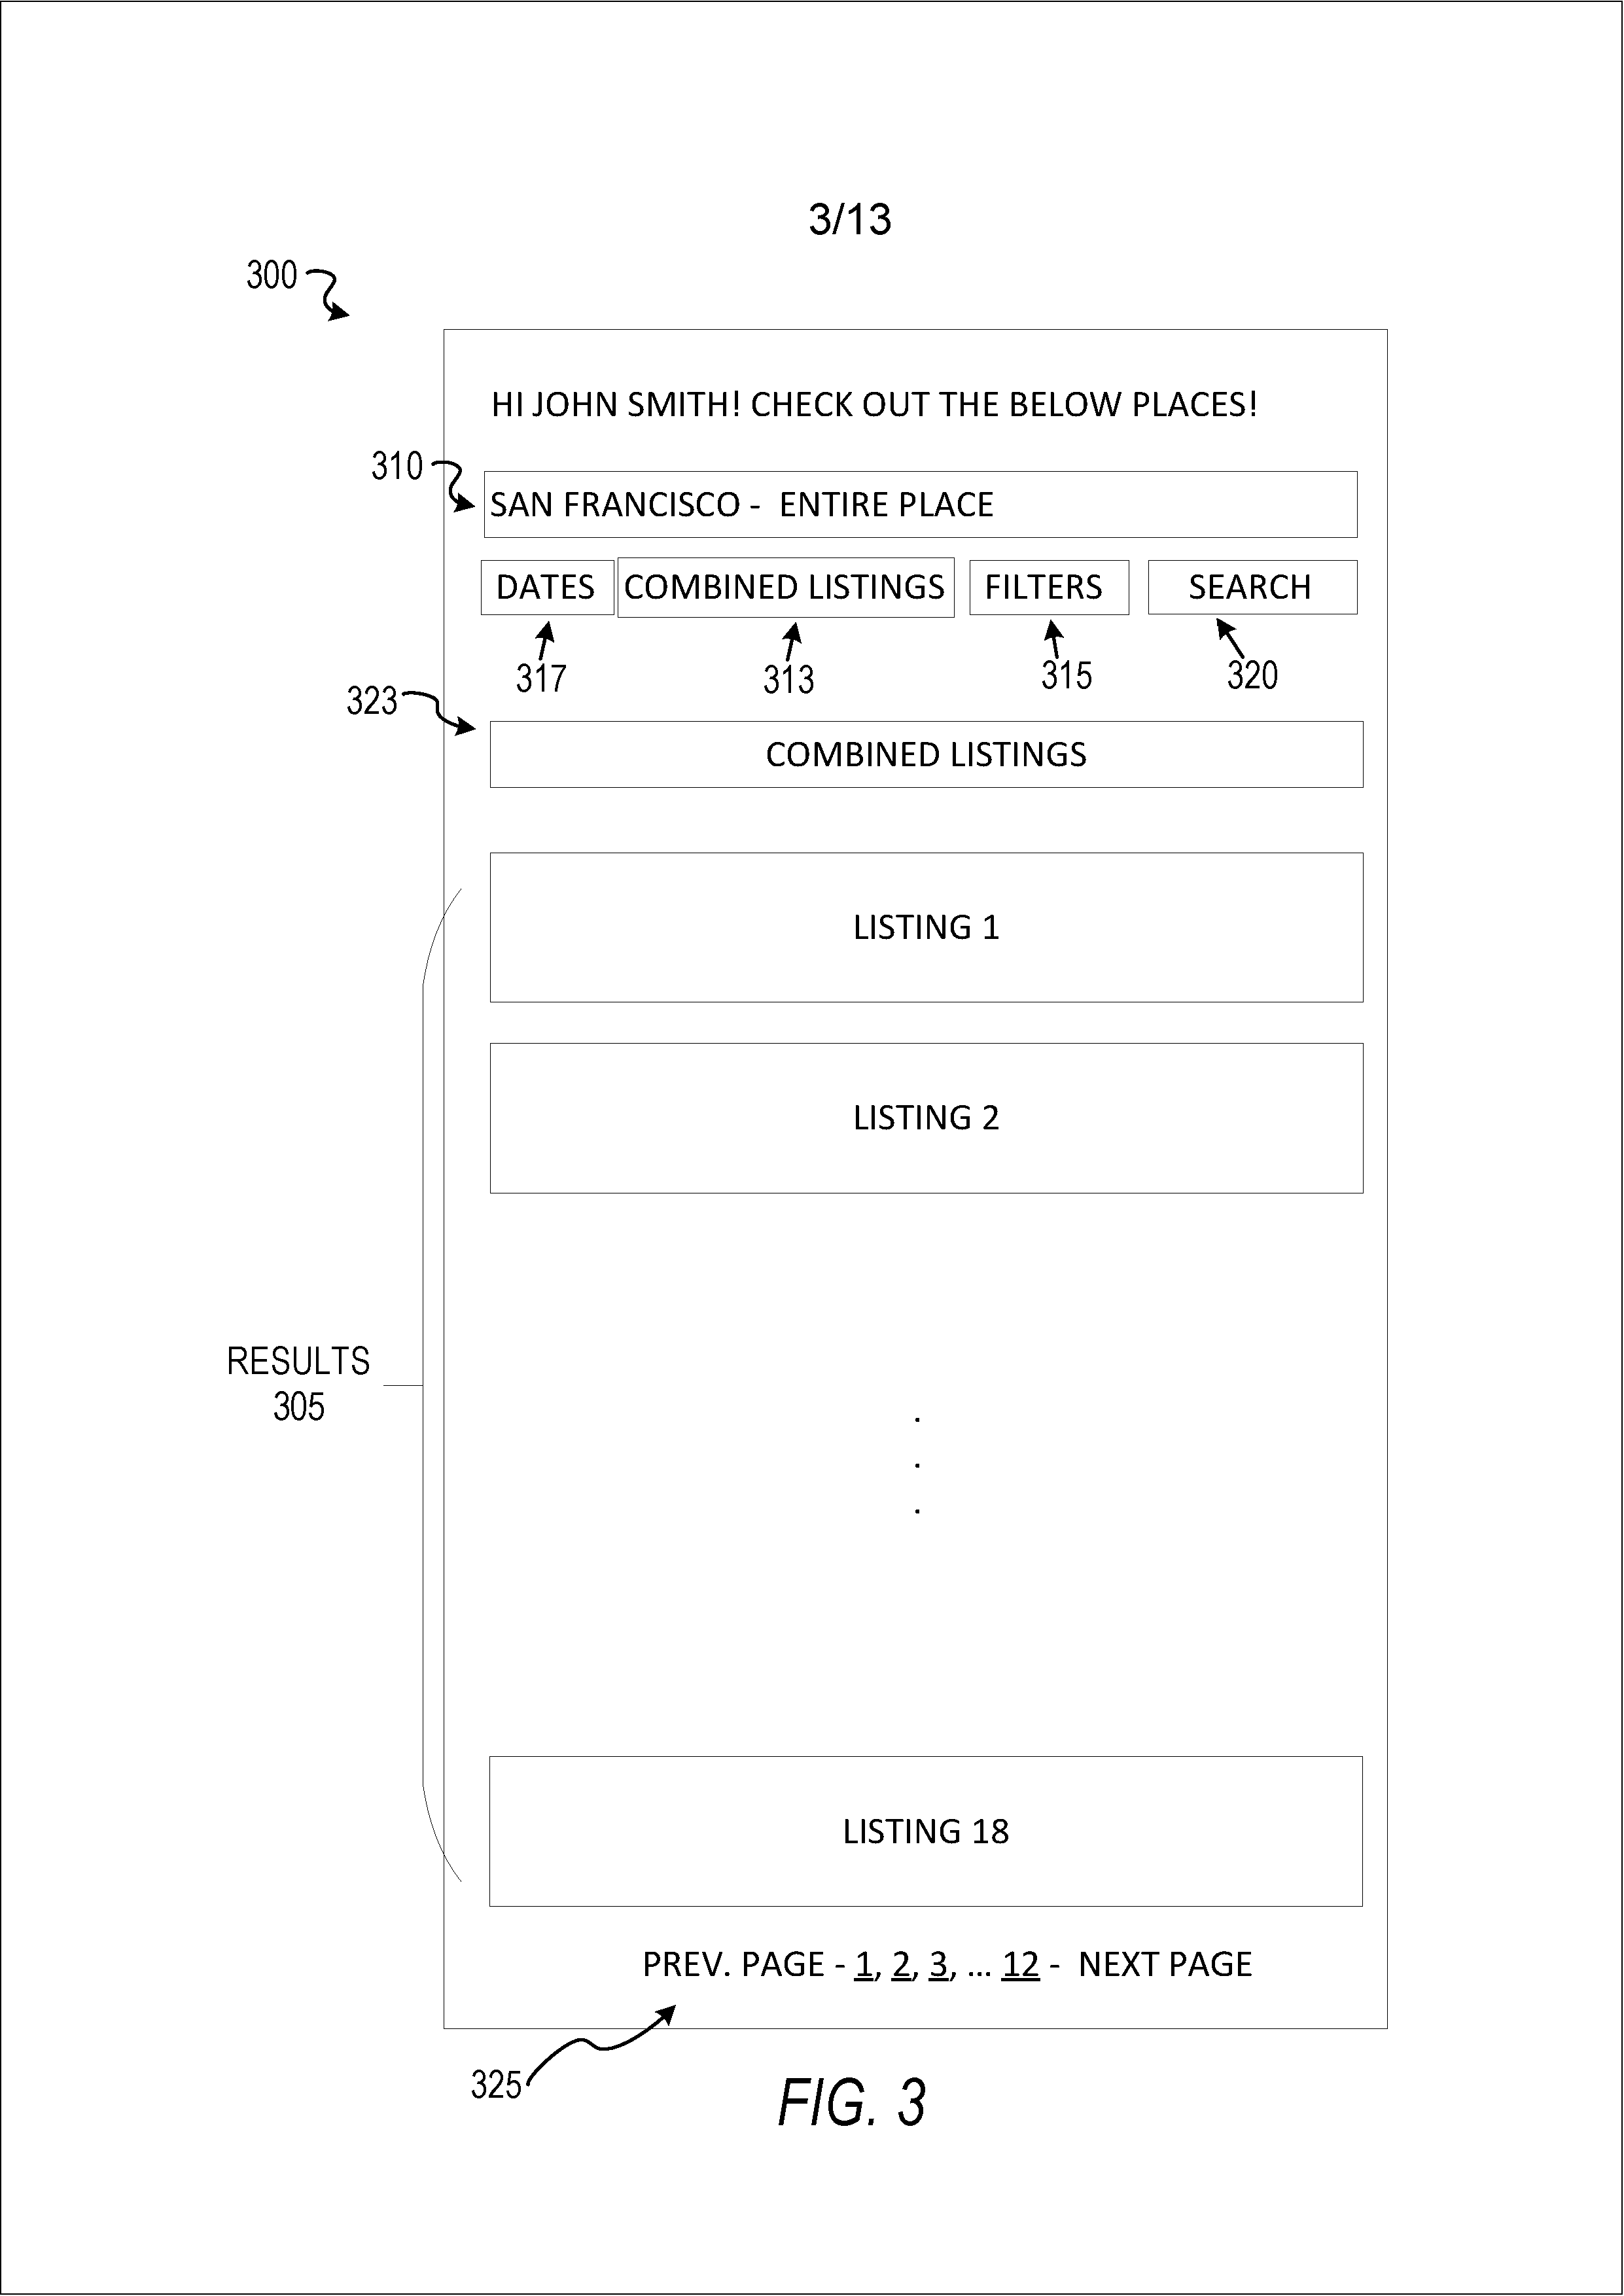 3/13
300
HI JOHN SMITH! CHECK OUT THE BELOW PLACES!
310
SAN FRANCISCO - ENTIRE PLACE
DATES COMBINED LISTINGS FILTERS SEARCH
317 313 315 320
323
COMBINED LISTINGS
LISTING 1
LISTING 2
RESULTS
305
.
.
.
LISTING 18
PREV. PAGE - 1, 2, 3, ... 12 - NEXT PAGE
325
FIG. 3